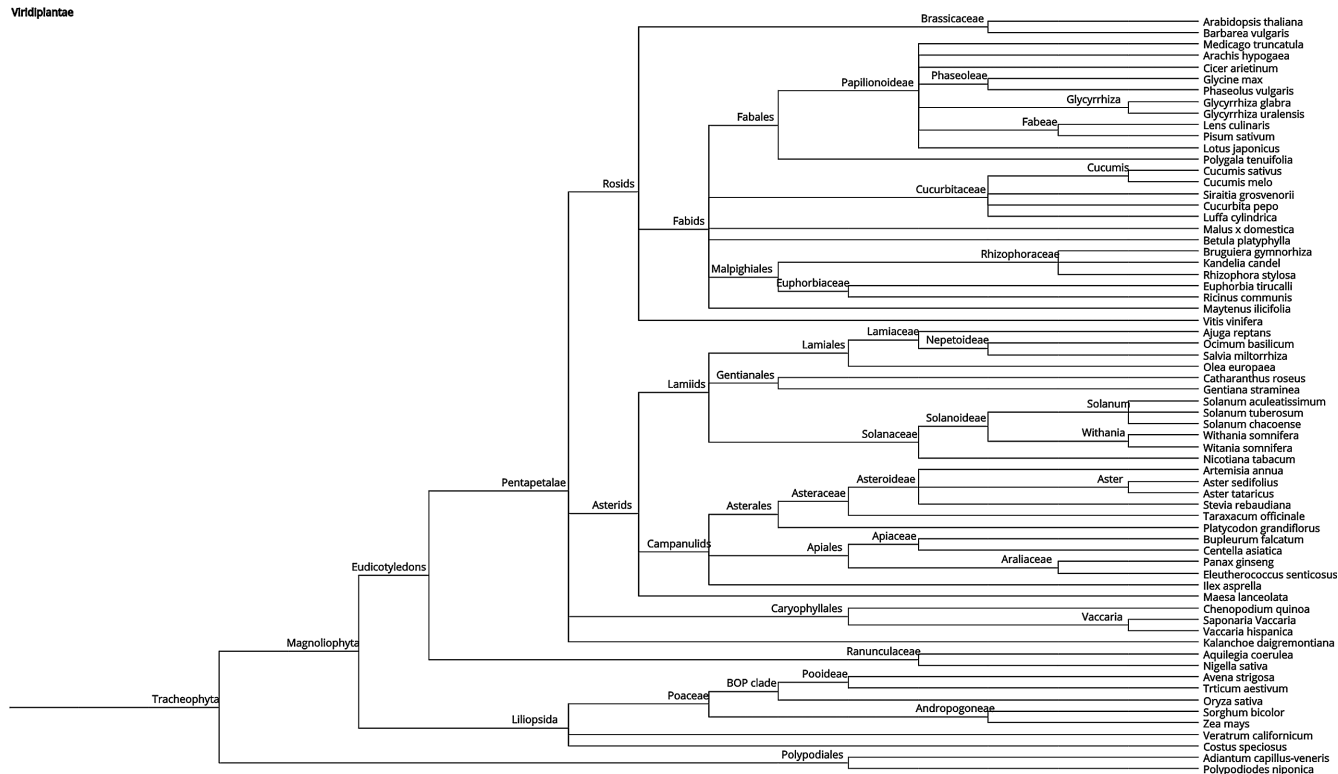 Viridiplantae
Brassicaceae
Arabidopsis thaliana
Barbarea vulgaris
Medicago truncatula
Arachis hypogaea
Cicer arietinum
Papilionoideae
Phaseoleae
Glycine max
Phaseolus vulgaris
Glycyrrhiza
Glycyrrhiza glabra
Glycyrrhiza uralensis
Fabales
Fabeae
Lens culinaris
Pisum sativum
Lotus japonicus
Polygala tenuifolia
Rosids
Cucumis
Cucumis sativus
Cucumis melo
Cucurbitaceae
Siraitia grosvenorii
Cucurbita pepo
Luffa cylindrica
Fabids
Malus x domestica
Betula platyphylla
Rhizophoraceae
Bruguiera gymnorhiza
Kandelia candel
Rhizophora stylosa
Malpighiales
Euphorbiaceae
Euphorbia tirucalli
Ricinus communis
Maytenus ilicifolia
Vitis vinifera
Lamiaceae
Ajuga reptans
Lamiales
Nepetoideae
Ocimum basilicum
Salvia miltorrhiza
Olea europaea
Lamiids
Gentianales
Catharanthus roseus
Gentiana straminea
Solanum
Solanum aculeatissimum
Solanum tuberosum
Solanum chacoense
Solanaceae
Solanoideae
Withania
Withania somnifera
Witania somnifera
Nicotiana tabacum
Pentapetalae
Asterids
Asteroideae
Artemisia annua
Aster
Aster sedifolius
Aster tataricus
Asterales
Asteraceae
Stevia rebaudiana
Taraxacum officinale
Platycodon grandiflorus
Campanulids
Apiales
Apiaceae
Bupleurum falcatum
Centella asiatica
Araliaceae
Panax ginseng
Eleutherococcus senticosus
Ilex asprella
Maesa lanceolata
Eudicotyledons
Caryophyllales
Chenopodium quinoa
Vaccaria
Saponaria Vaccaria
Vaccaria hispanica
Kalanchoe daigremontiana
Magnoliophyta
Ranunculaceae
Aquilegia coerulea
Nigella sativa
Tracheophyta
Liliopsida
Poaceae
BOP clade
Pooideae
Avena strigosa
Trticum aestivum
Oryza sativa
Andropogoneae
Sorghum bicolor
Zea mays
Veratrum californicum
Costus speciosus
Polypodiales
Adiantum capillus-veneris
Polypodiodes niponica